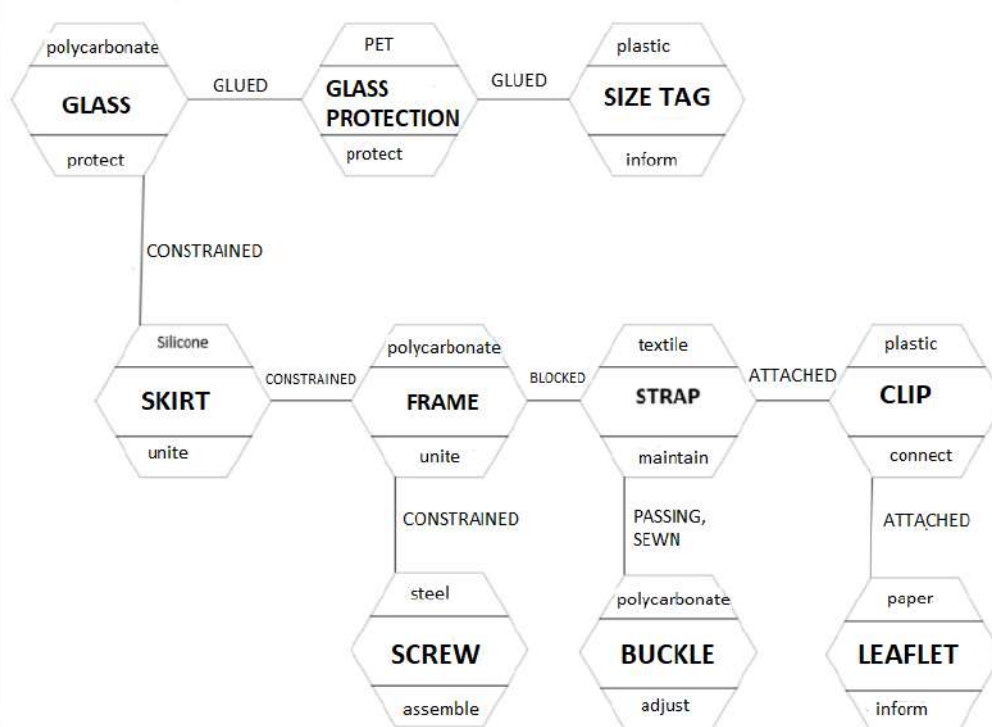 polycarbonate
GLASS
protect
GLUED
PET
GLASS
PROTECTION
protect
GLUED
plastic
SIZE TAG
inform
CONSTRAINED
Silicone
SKIRT
unite
CONSTRAINED
polycarbonate
FRAME
unite
BLOCKED
textile
STRAP
maintain
ATTACHED
plastic
CLIP
connect
CONSTRAINED
PASSING,
SEWN
ATTACHED
steel
SCREW
assemble
polycarbonate
BUCKLE
adjust
paper
LEAFLET
inform